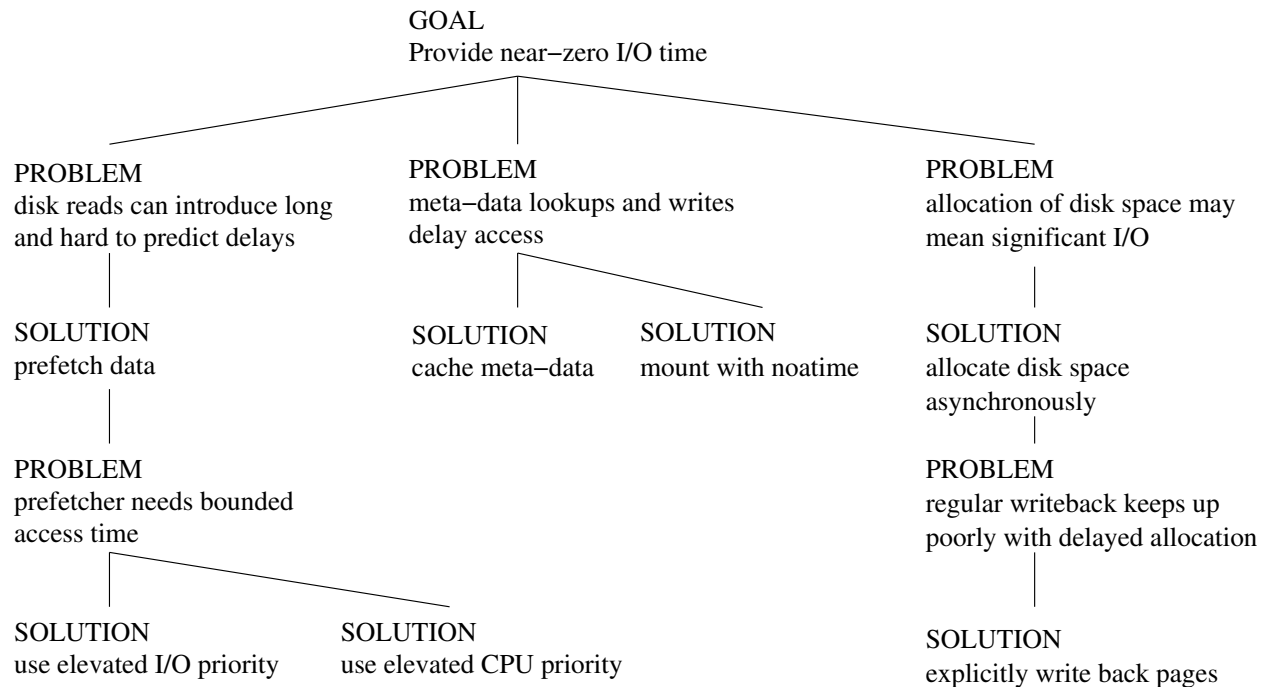 GOAL
Provide near−zero I/O time
PROBLEM
disk reads can introduce long
and hard to predict delays
PROBLEM
meta−data lookups and writes
delay access
PROBLEM
allocation of disk space may
mean significant I/O
SOLUTION
prefetch data
SOLUTION
cache meta−data
SOLUTION
mount with noatime
SOLUTION
allocate disk space
asynchronously
PROBLEM
prefetcher needs bounded
access time
PROBLEM
regular writeback keeps up
poorly with delayed allocation
SOLUTION
use elevated I/O priority
SOLUTION
use elevated CPU priority
SOLUTION
explicitly write back pages